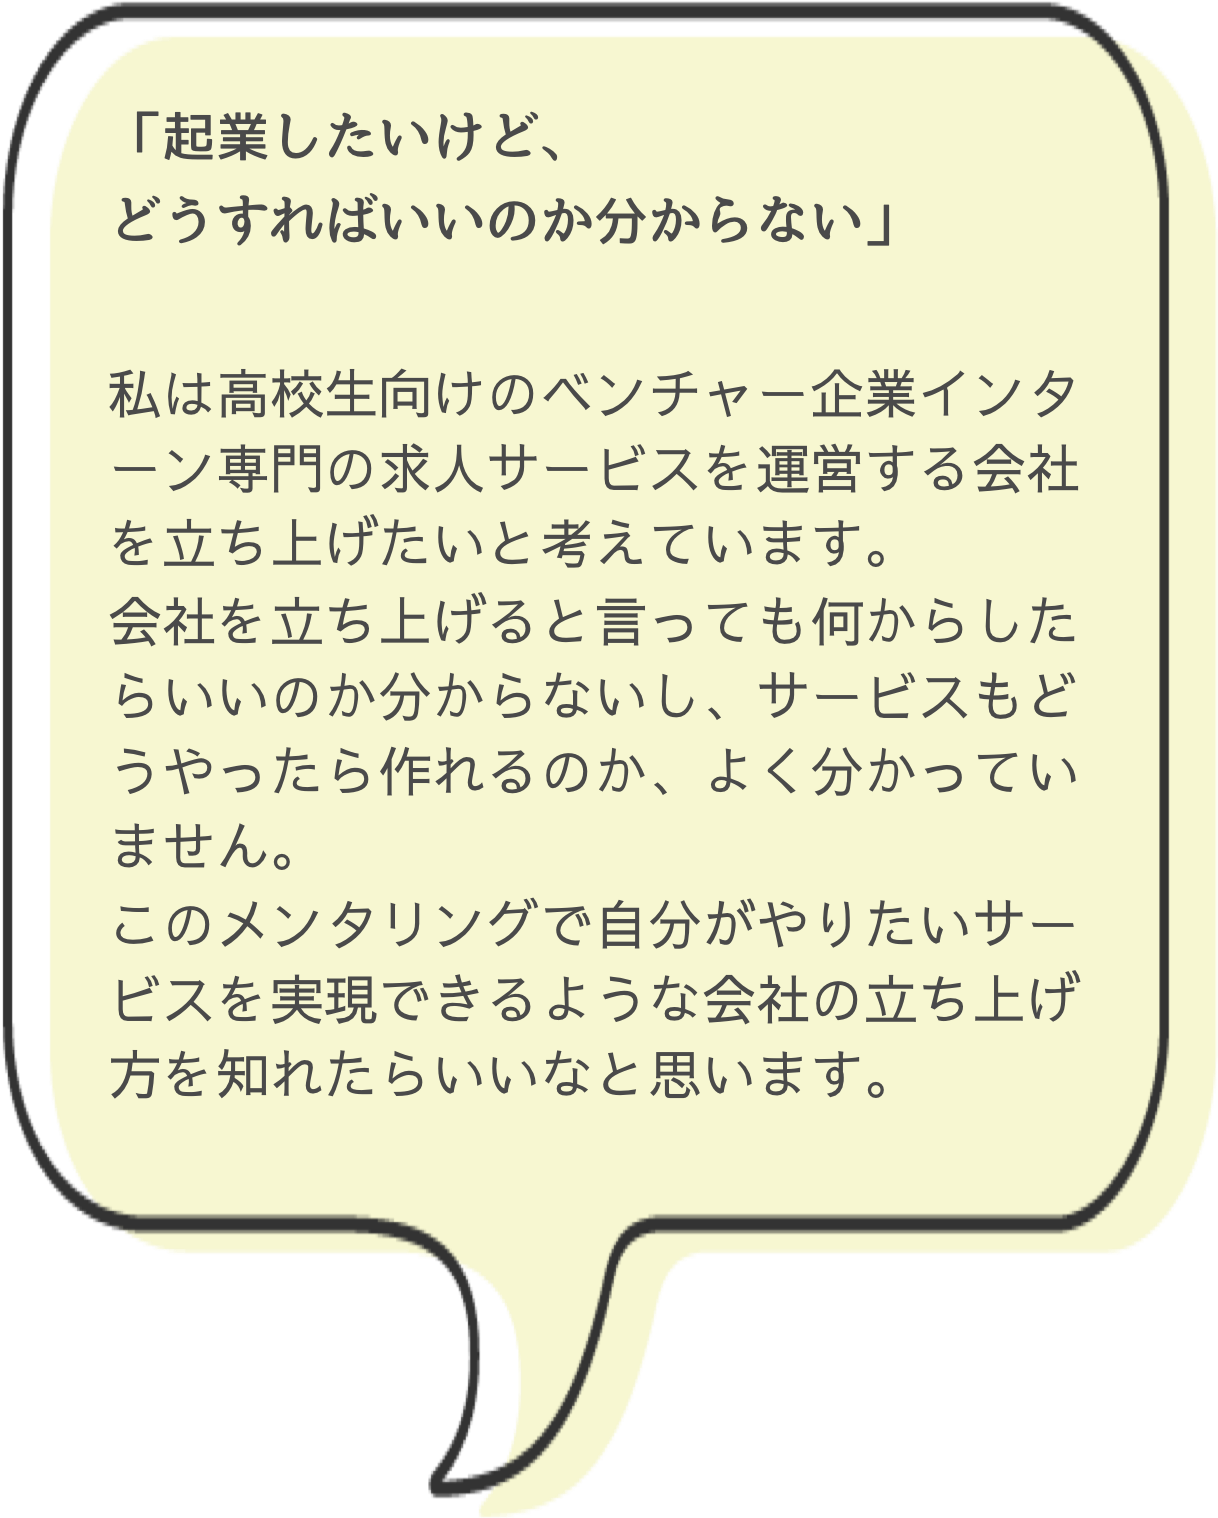 「起業したいけど、
どうすればいいのか分からない」
私は高校生向けのベンチャー企業インタ
ーン専門の求人サービスを運営する会社
を立ち上げたいと考えています。
会社を立ち上げると言っても何からした
らいいのか分からないし、サービスもど
うやったら作れるのか、よく分かってい
ません。
このメンタリングで自分がやりたいサー
ビスを実現できるような会社の立ち上げ
方を知れたらいいなと思います。